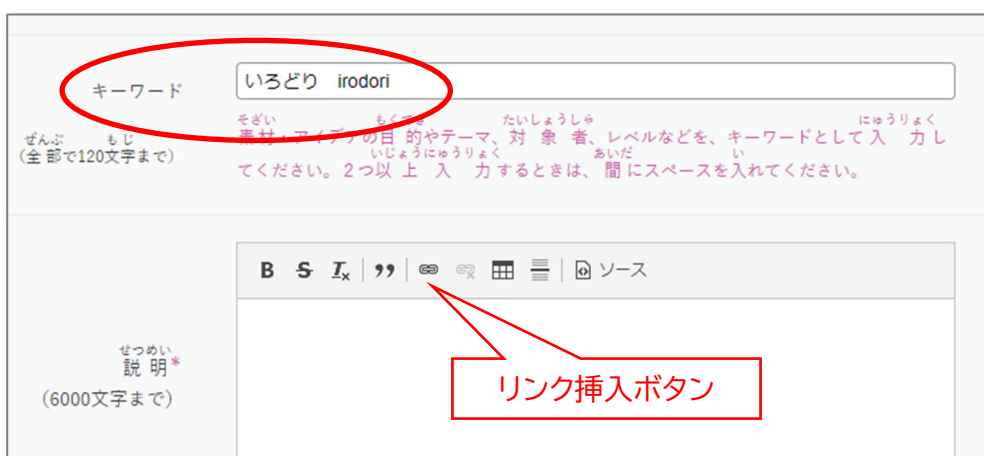 キーワード
(全部で120文字まで)
ぜんぶ もじ
いろどり　irodori
そざい もくてき たいしょうしゃ にゅうりょく
素材・アイデアの目的やテーマ、対象者、レベルなどを、キーワードとして入力し
いじょうにゅうりょく あいだ い
てください。2つ以上入力するときは、間にスペースを入れてください。
B S Ix ❞ ソース
せつめい
説明*
(6000文字まで)
リンク挿入ボタン